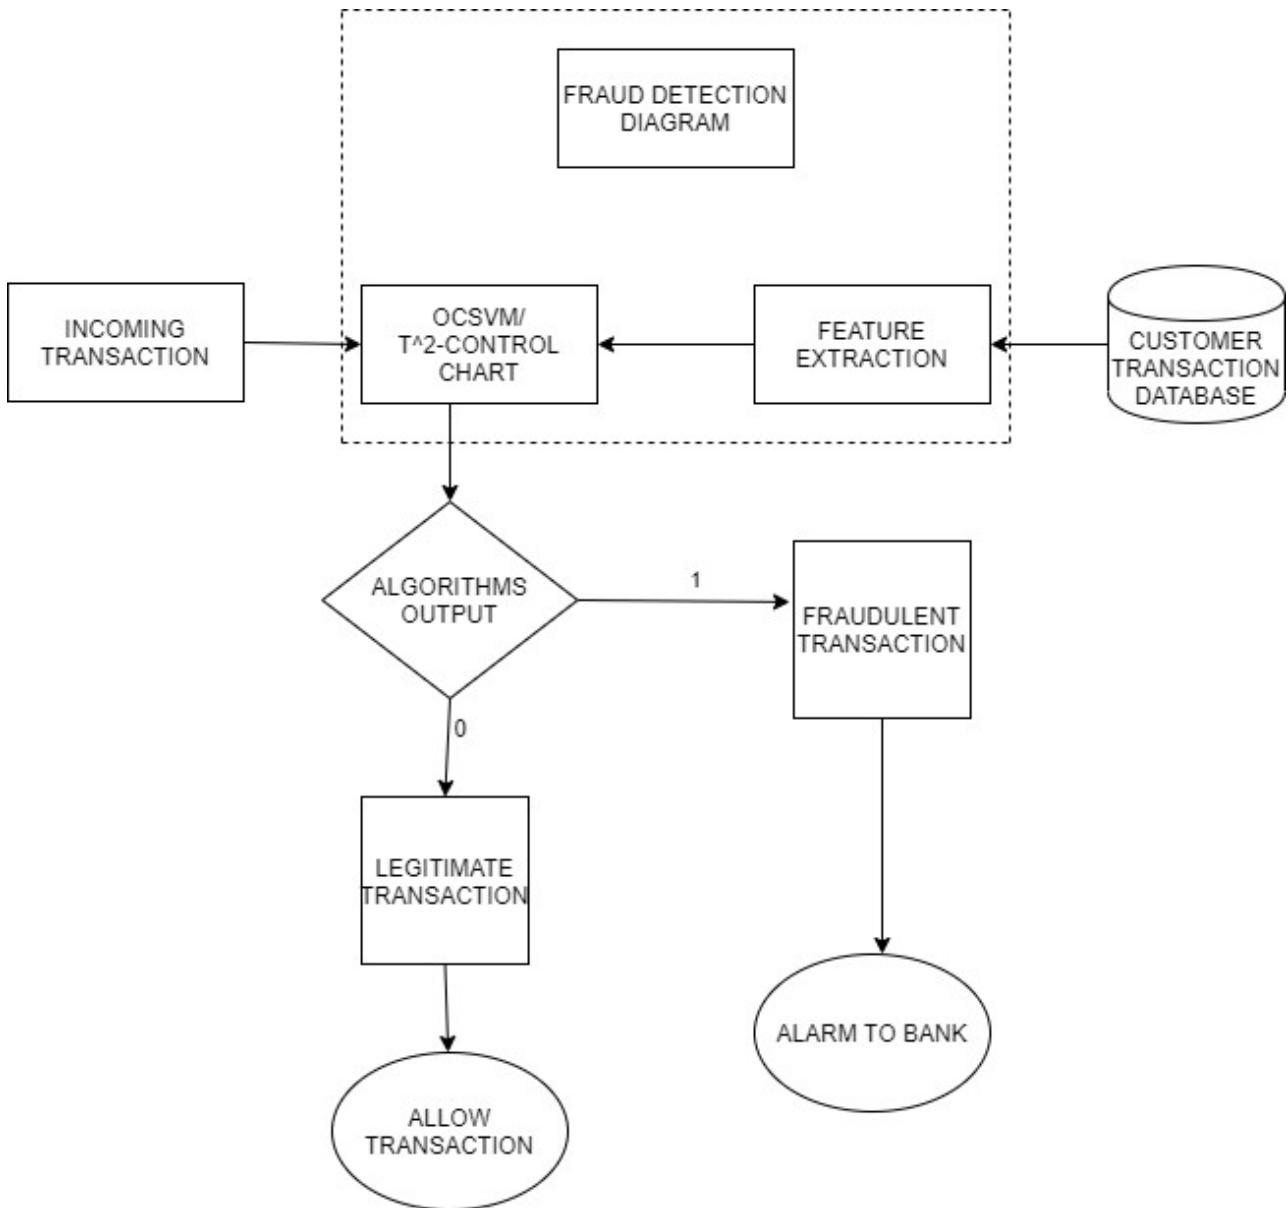 FRAUD DETECTION
DIAGRAM
INCOMING
TRANSACTION
OCSVM/
T^2-CONTROL
CHART
FEATURE
EXTRACTION
CUSTOMER
TRANSACTION
DATABASE
ALGORITHMS
OUTPUT
1
FRAUDULENT
TRANSACTION
0
LEGITIMATE
TRANSACTION
ALARM TO BANK
ALLOW
TRANSACTION